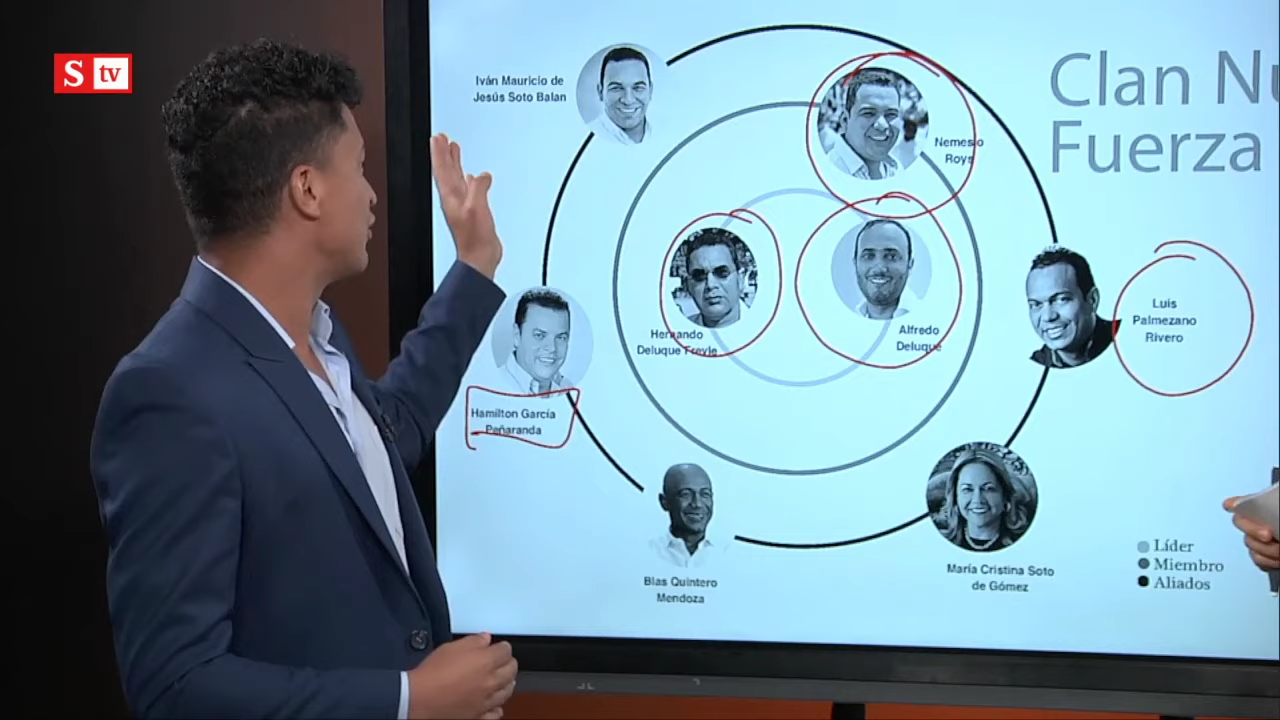 S tv
Clan Nu
Fuerza
Iván Mauricio de
Jesús Soto Balan
Nemesio
Roys
Hernando
Deluque Freyle
Alfredo
Deluque
Luis
Palmezano
Rivero
Hamilton García
Peñaranda
Blas Quintero
Mendoza
María Cristina Soto
de Gómez
Líder
Miembro
Aliados